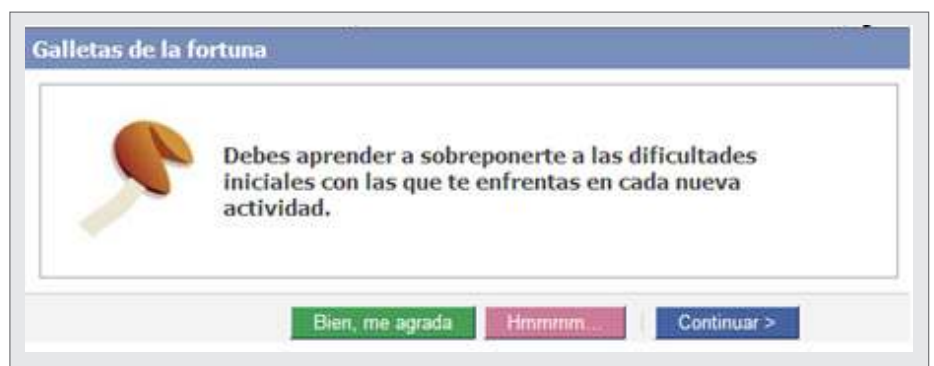 Galletas de la fortuna
Debes aprender a sobreponerte a las dificultades
iniciales con las que te enfrentas en cada nueva
actividad.
Bien, me agrada
Hmmmm...
Continuar >